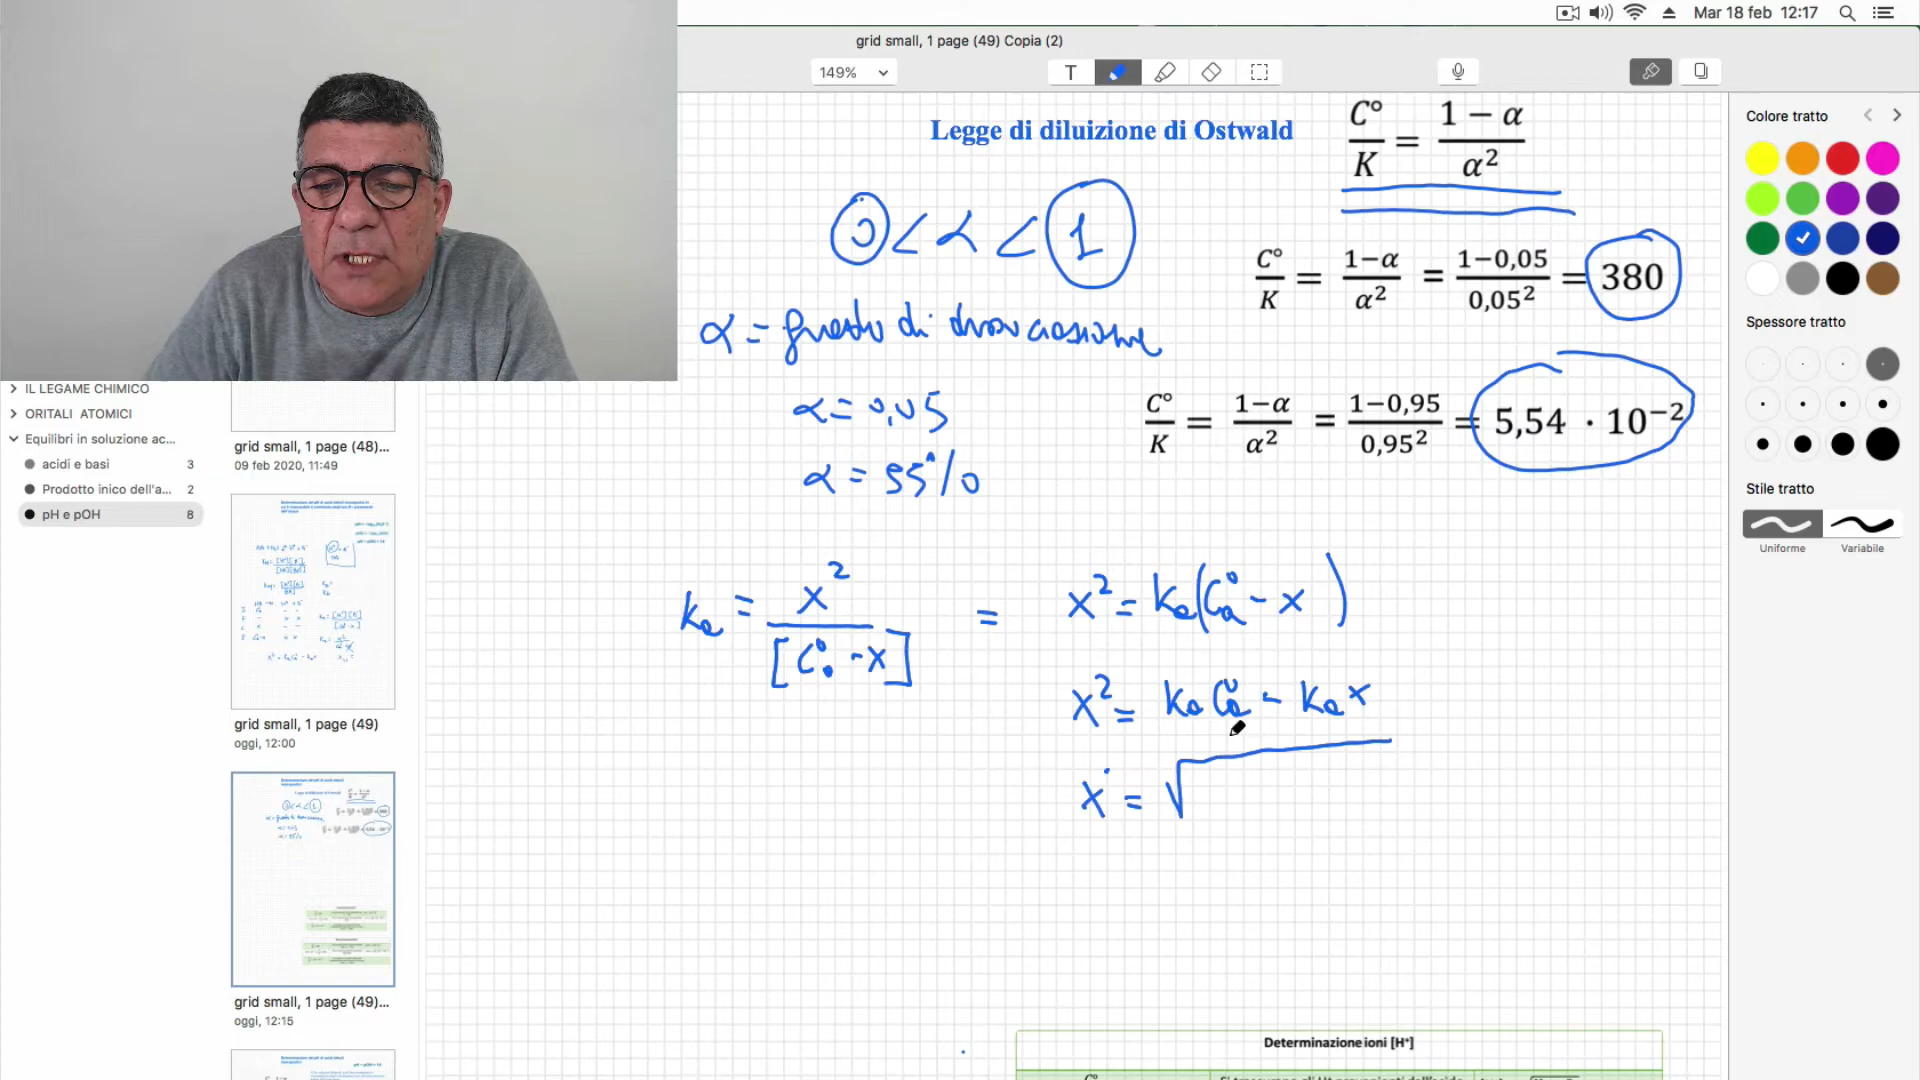 Mar 18 feb 12:17
grid small, 1 page (49) Copia (2)
149%
T
Legge di diluizione di Ostwald
C°/K = 1 − α/α²
0 < α < 1
C°/K = 1−α/α² = 1−0,05/0,05² = 380
α = grado di dissociazione
C°/K = 1−α/α² = 1−0,95/0,95² = 5,54 · 10⁻²
α = 0,05
α = 95%
Ka = x²/[C°a − x] = x² = Ka(C°a − x)
x² = Ka C°a − Ka x
x = √
Determinazione ioni [H⁺]
C°
IL LEGAME CHIMICO
ORITALI ATOMICI
Equilibri in soluzione ac...
acidi e basi 3
Prodotto inico dell'a... 2
pH e pOH 8
grid small, 1 page (48)...
09 feb 2020, 11:49
grid small, 1 page (49)
oggi, 12:00
grid small, 1 page (49)...
oggi, 12:15
Colore tratto
Spessore tratto
Stile tratto
Uniforme
Variabile